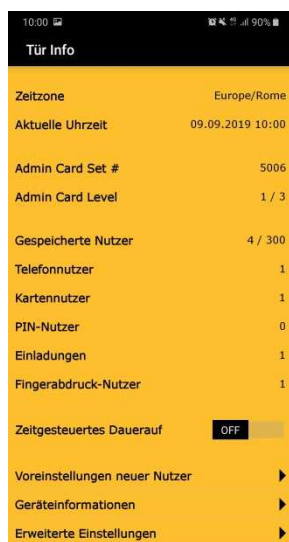 10:00 90%
Tür Info
Zeitzone Europe/Rome
Aktuelle Uhrzeit 09.09.2019 10:00
Admin Card Set # 5006
Admin Card Level 1 / 3
Gespeicherte Nutzer 4 / 300
Telefonnutzer 1
Kartennutzer 1
PIN-Nutzer 0
Einladungen 1
Fingerabdruck-Nutzer 1
Zeitgesteuertes Dauerauf OFF
Voreinstellungen neuer Nutzer
Geräteinformationen
Erweiterte Einstellungen